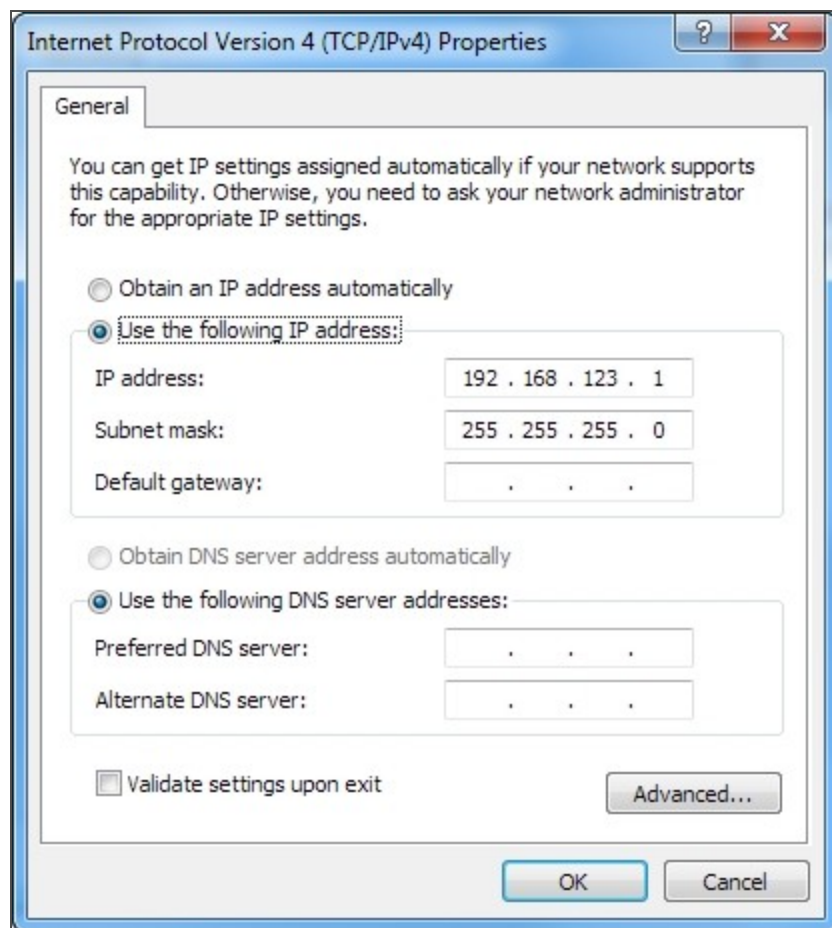 Internet Protocol Version 4 (TCP/IPv4) Properties
General
You can get IP settings assigned automatically if your network supports
this capability. Otherwise, you need to ask your network administrator
for the appropriate IP settings.
Obtain an IP address automatically
Use the following IP address:
IP address: 192 . 168 . 123 . 1
Subnet mask: 255 . 255 . 255 . 0
Default gateway: . . .
Obtain DNS server address automatically
Use the following DNS server addresses:
Preferred DNS server: . . .
Alternate DNS server: . . .
Validate settings upon exit
Advanced...
OK Cancel